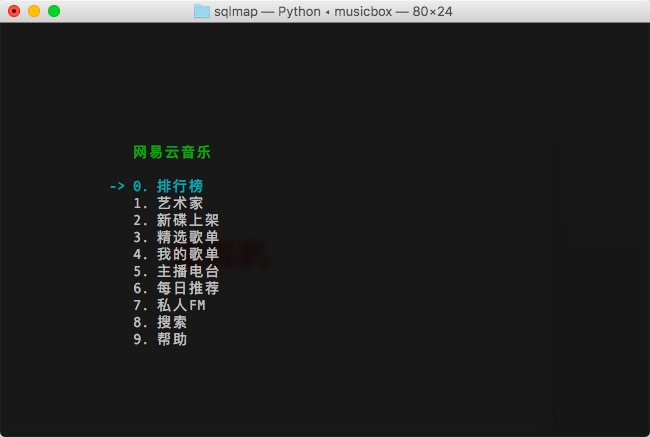 sqlmap — Python ◂ musicbox — 80×24
网易云音乐
-> 0. 排行榜
1. 艺术家
2. 新碟上架
3. 精选歌单
4. 我的歌单
5. 主播电台
6. 每日推荐
7. 私人FM
8. 搜索
9. 帮助